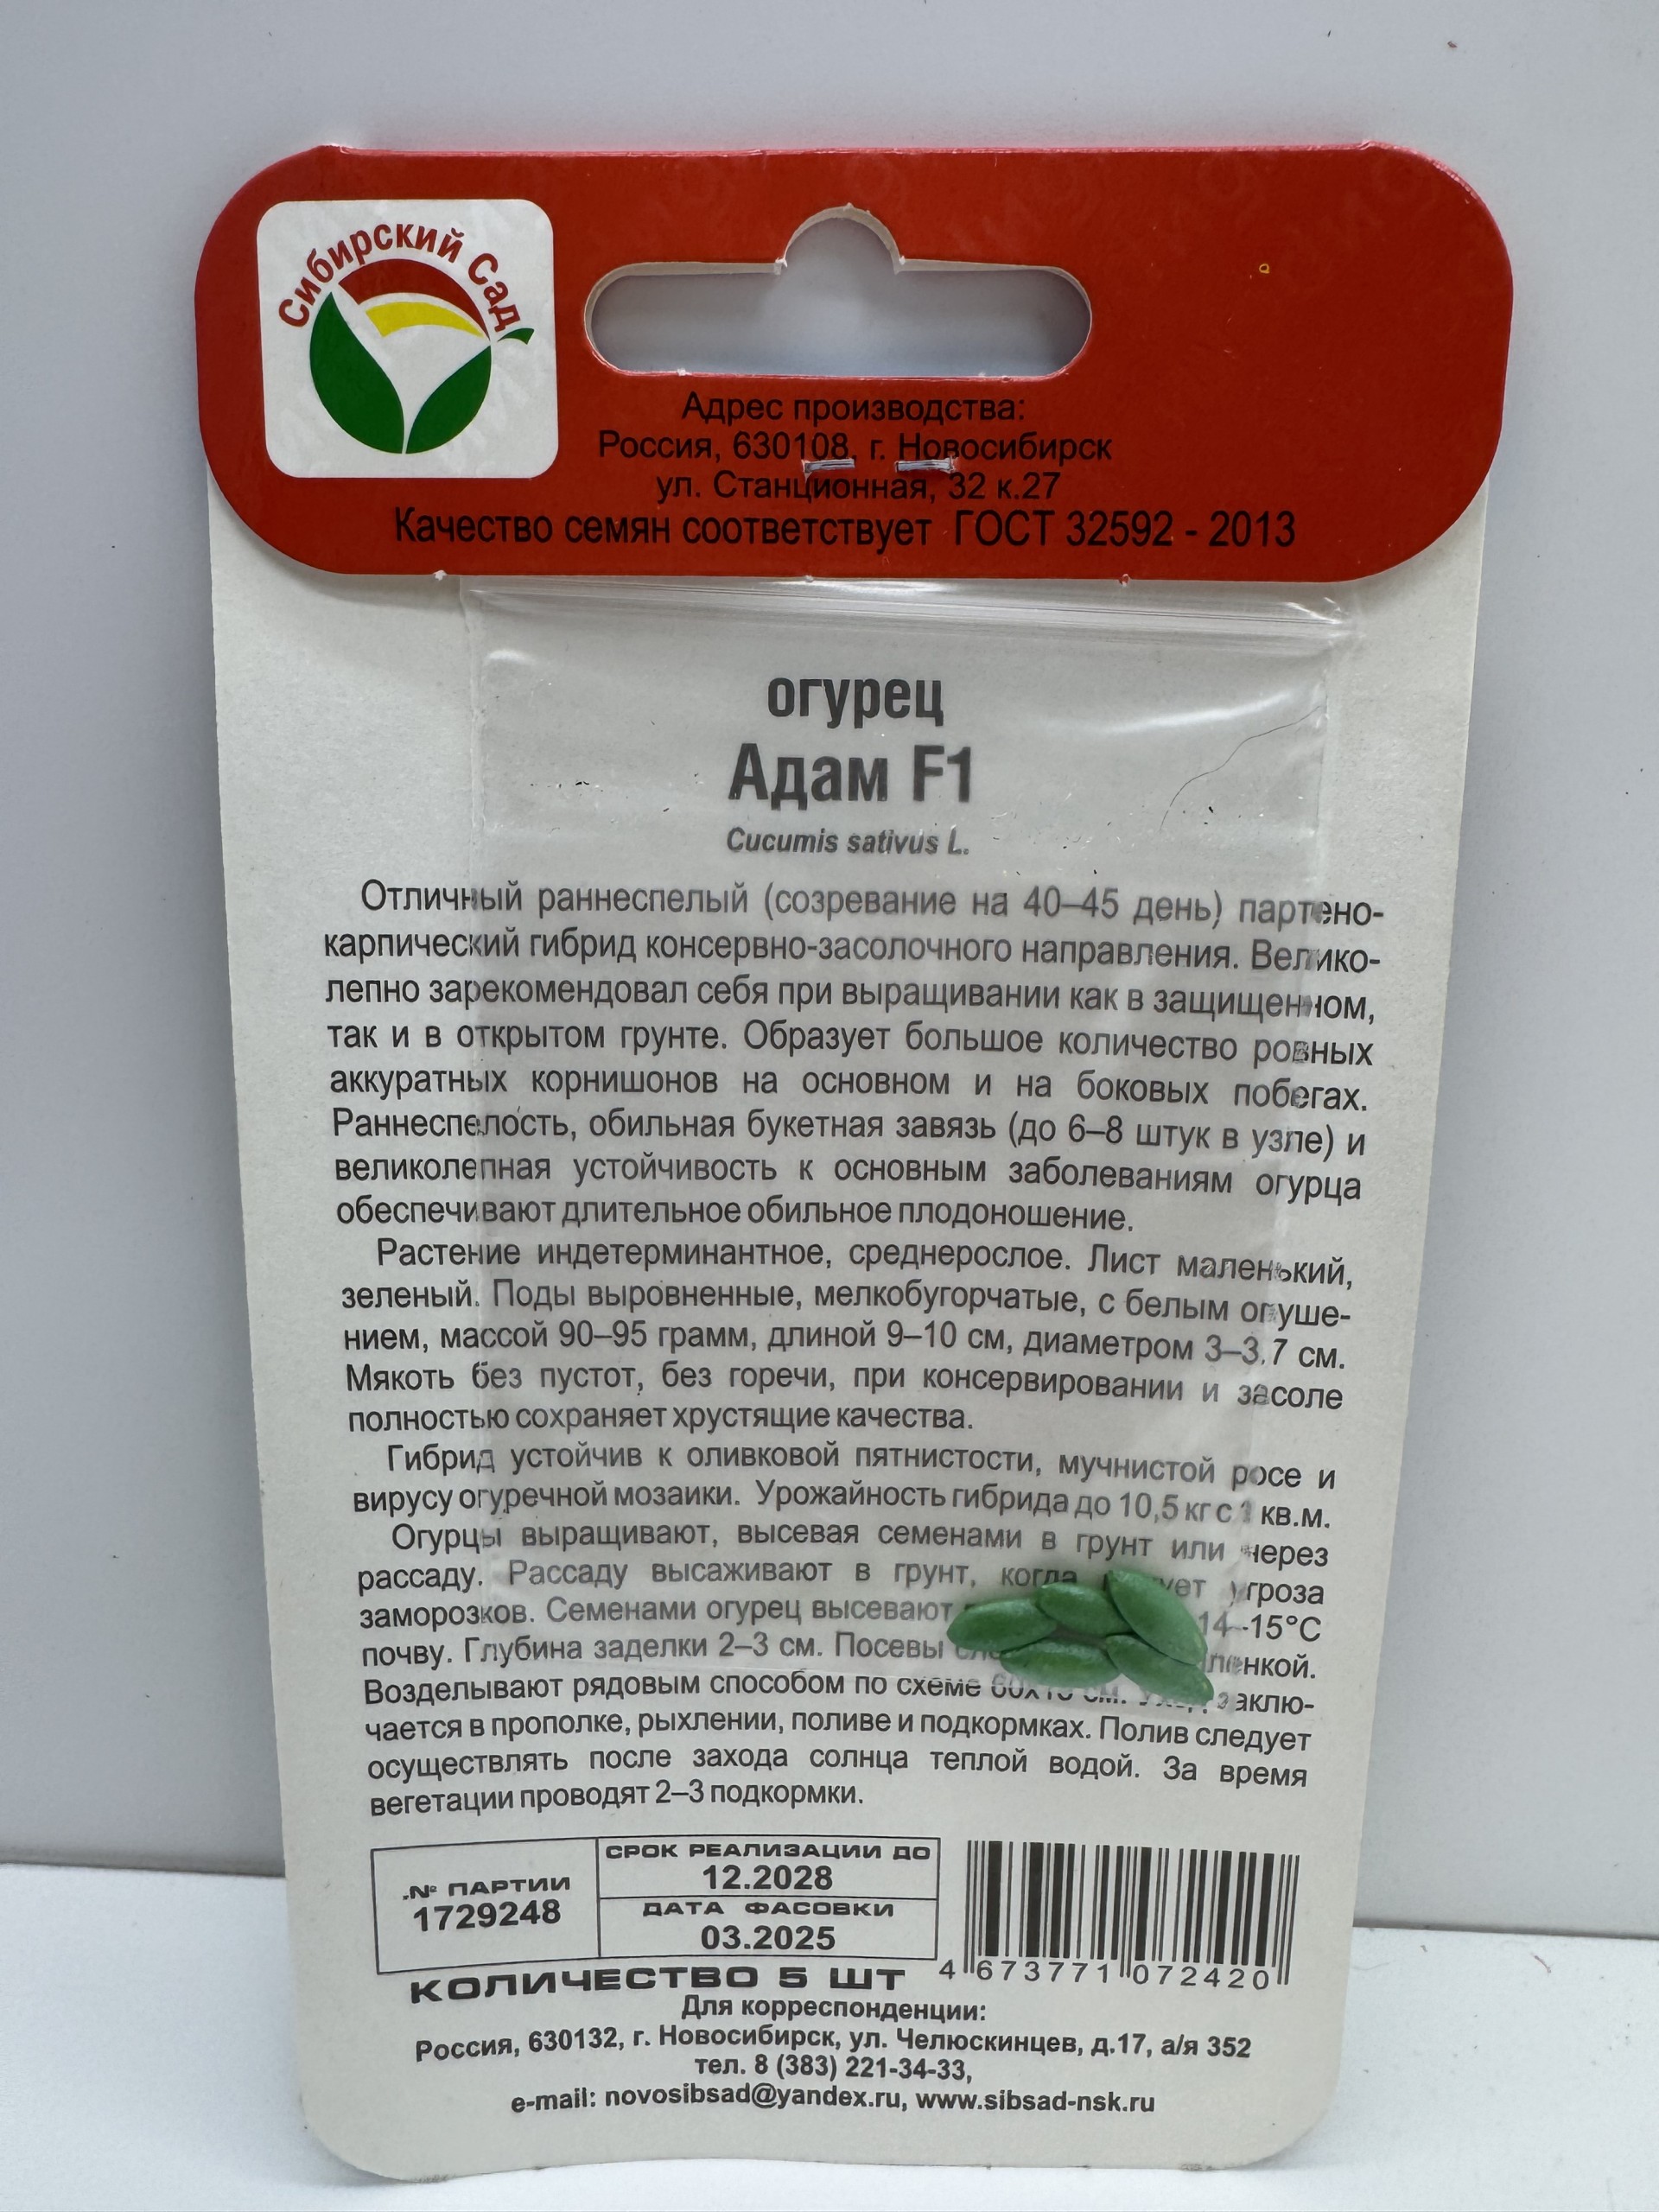 Сибирский Сад
Адрес производства:
Россия, 630108, г. Новосибирск
ул. Станционная, 32 к.27
Качество семян соответствует ГОСТ 32592 - 2013
огурец
Адам F1
Cucumis sativus L.
Отличный раннеспелый (созревание на 40–45 день) партено-
карпический гибрид консервно-засолочного направления. Велико-
лепно зарекомендовал себя при выращивании как в защищенном,
так и в открытом грунте. Образует большое количество ровных
аккуратных корнишонов на основном и на боковых побегах.
Раннеспелость, обильная букетная завязь (до 6–8 штук в узле) и
великолепная устойчивость к основным заболеваниям огурца
обеспечивают длительное обильное плодоношение.
Растение индетерминантное, среднерослое. Лист маленький,
зеленый. Поды выровненные, мелкобугорчатые, с белым опуше-
нием, массой 90–95 грамм, длиной 9–10 см, диаметром 3–3,7 см.
Мякоть без пустот, без горечи, при консервировании и засоле
полностью сохраняет хрустящие качества.
Гибрид устойчив к оливковой пятнистости, мучнистой росе и
вирусу огуречной мозаики. Урожайность гибрида до 10,5 кг с 1 кв.м.
Огурцы выращивают, высевая семенами в грунт или через
рассаду. Рассаду высаживают в грунт, когда угроза
заморозков. Семенами огурец высевают 14–15°С
почву. Глубина заделки 2–3 см. Посевы пленкой.
Возделывают рядовым способом по схеме см. Уход заклю-
чается в прополке, рыхлении, поливе и подкормках. Полив следует
осуществлять после захода солнца теплой водой. За время
вегетации проводят 2–3 подкормки.
№ ПАРТИИ
1729248
СРОК РЕАЛИЗАЦИИ ДО
12.2028
ДАТА ФАСОВКИ
03.2025
КОЛИЧЕСТВО 5 ШТ
4 673771 072420
Для корреспонденции:
Россия, 630132, г. Новосибирск, ул. Челюскинцев, д.17, а/я 352
тел. 8 (383) 221-34-33,
e-mail: novosibsad@yandex.ru, www.sibsad-nsk.ru